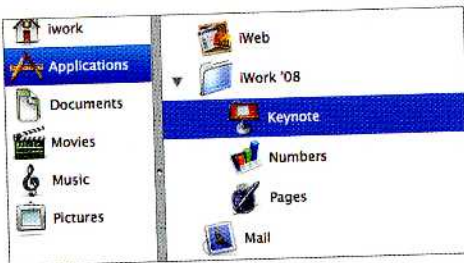 iwork
Applications
Documents
Movies
Music
Pictures
iWeb
iWork '08
Keynote
Numbers
Pages
Mail